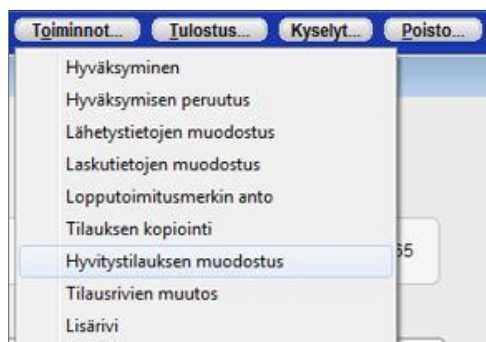 Toiminnot... Tulostus... Kyselyt... Poisto...
Hyväksyminen
Hyväksymisen peruutus
Lähetystietojen muodostus
Laskutietojen muodostus
Lopputoimitusmerkin anto
Tilauksen kopiointi
Hyvitystilauksen muodostus
Tilausrivien muutos
Lisärivi